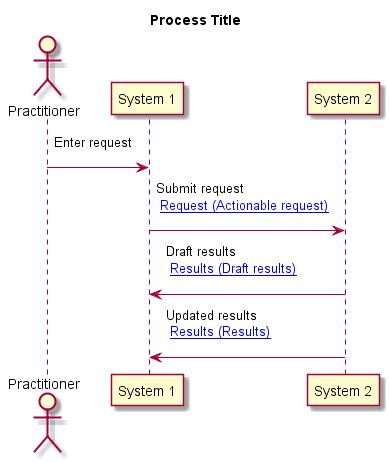 Process Title
Practitioner
System 1
System 2
Enter request
Submit request
Request (Actionable request)
Draft results
Results (Draft results)
Updated results
Results (Results)
Practitioner
System 1
System 2